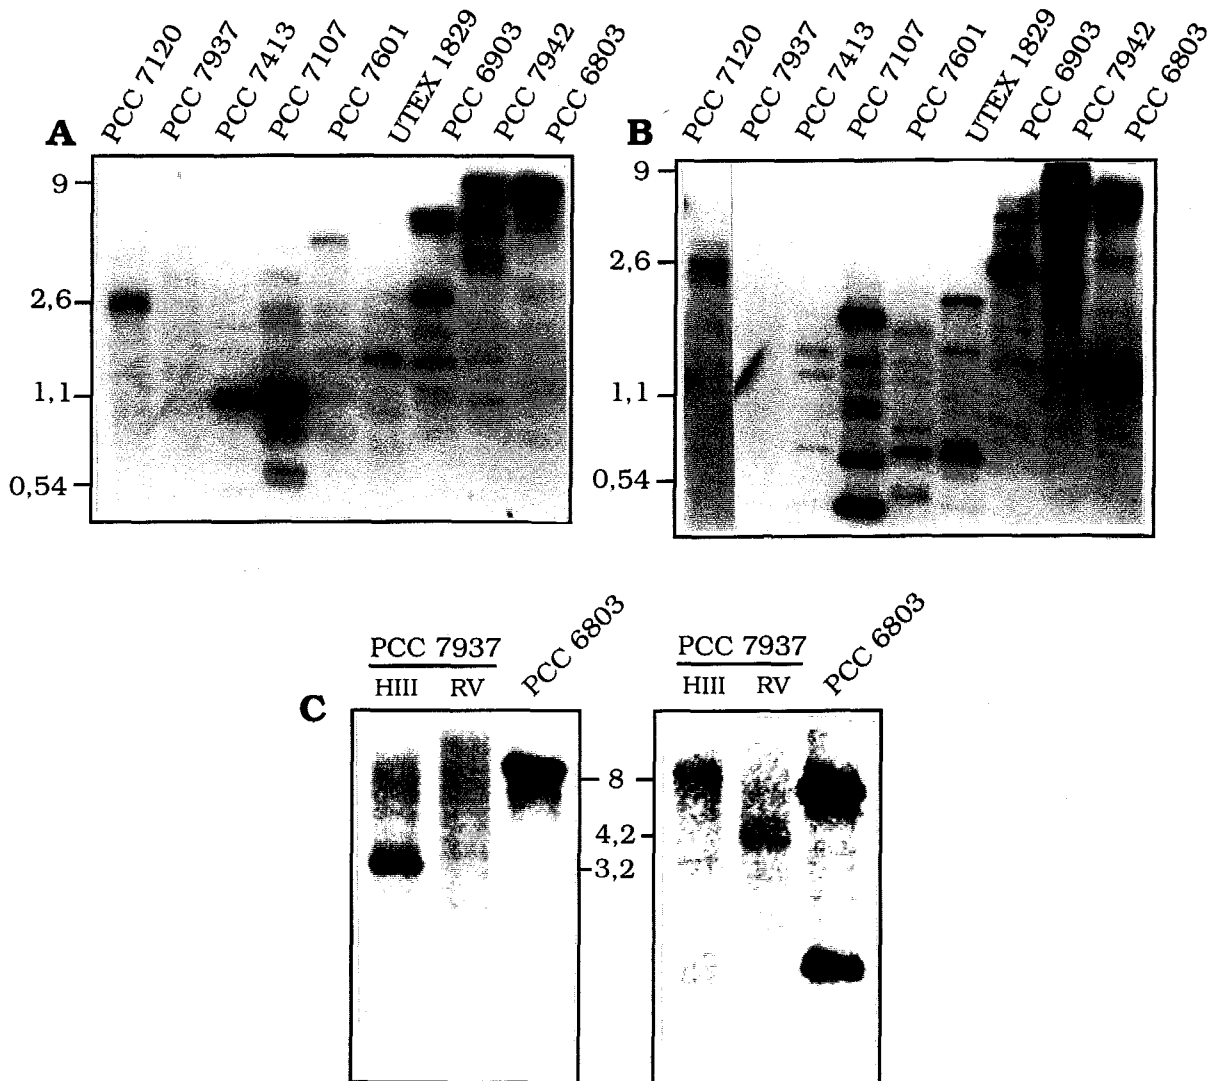 A
PCC 7120
PCC 7937
PCC 7413
PCC 7107
PCC 7601
UTEX 1829
PCC 6903
PCC 7942
PCC 6803
9
2,6
1,1
0,54
B
PCC 7120
PCC 7937
PCC 7413
PCC 7107
PCC 7601
UTEX 1829
PCC 6903
PCC 7942
PCC 6803
9
2,6
1,1
0,54
C
PCC 7937
HIII RV
PCC 6803
PCC 7937
HIII RV
PCC 6803
8
4,2
3,2